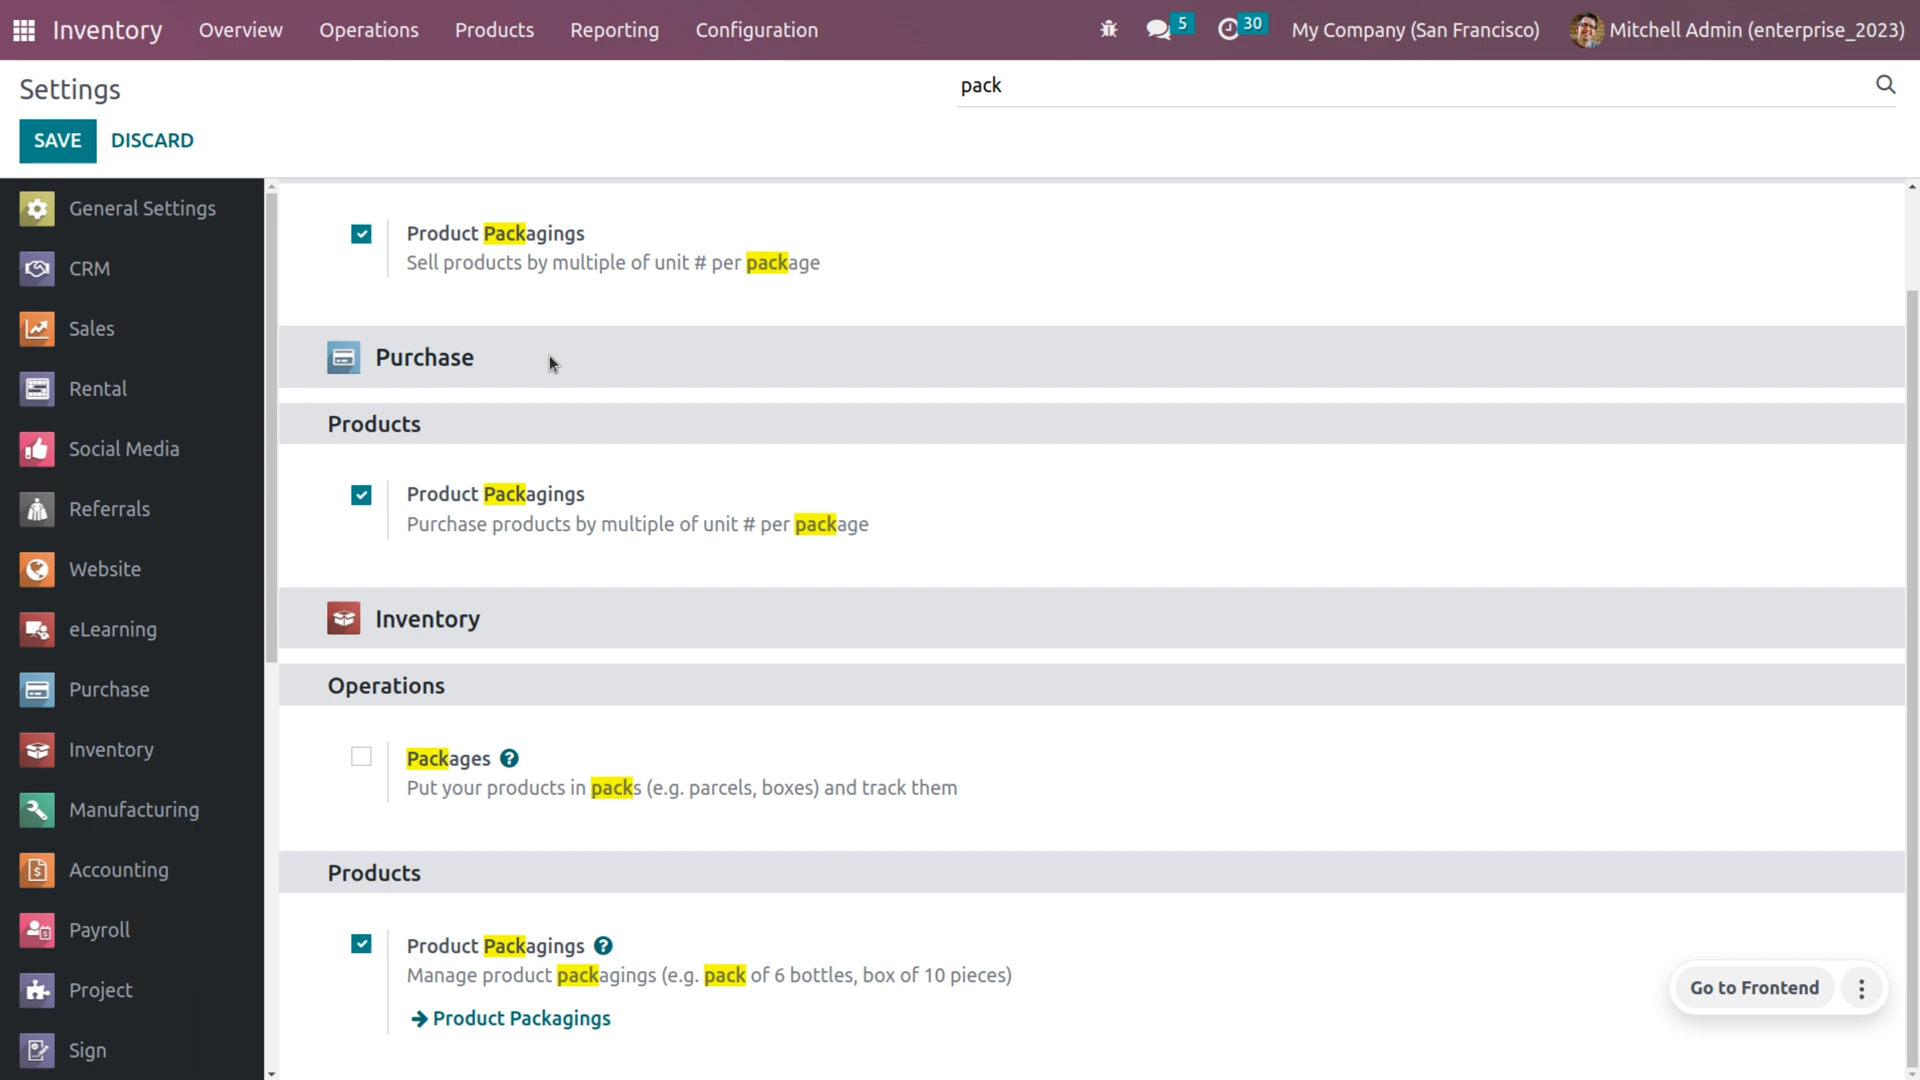 Inventory Overview Operations Products Reporting Configuration 5 30 My Company (San Francisco) Mitchell Admin (enterprise_2023)
Settings
pack
SAVE DISCARD
General Settings
CRM
Sales
Rental
Social Media
Referrals
Website
eLearning
Purchase
Inventory
Manufacturing
Accounting
Payroll
Project
Sign
Product Packagings
Sell products by multiple of unit # per package
Purchase
Products
Product Packagings
Purchase products by multiple of unit # per package
Inventory
Operations
Packages ?
Put your products in packs (e.g. parcels, boxes) and track them
Products
Product Packagings ?
Manage product packagings (e.g. pack of 6 bottles, box of 10 pieces)
Product Packagings
Go to Frontend